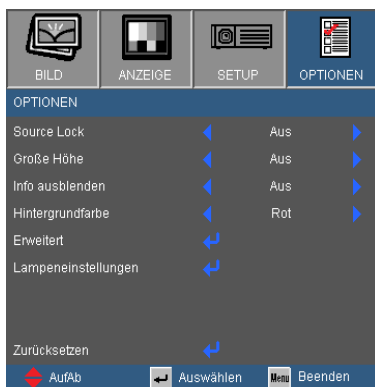 BILD ANZEIGE SETUP OPTIONEN
OPTIONEN
Source Lock Aus
Große Höhe Aus
Info ausblenden Aus
Hintergrundfarbe Rot
Erweitert
Lampeneinstellungen
Zurücksetzen
AufAb Auswählen Menu Beenden